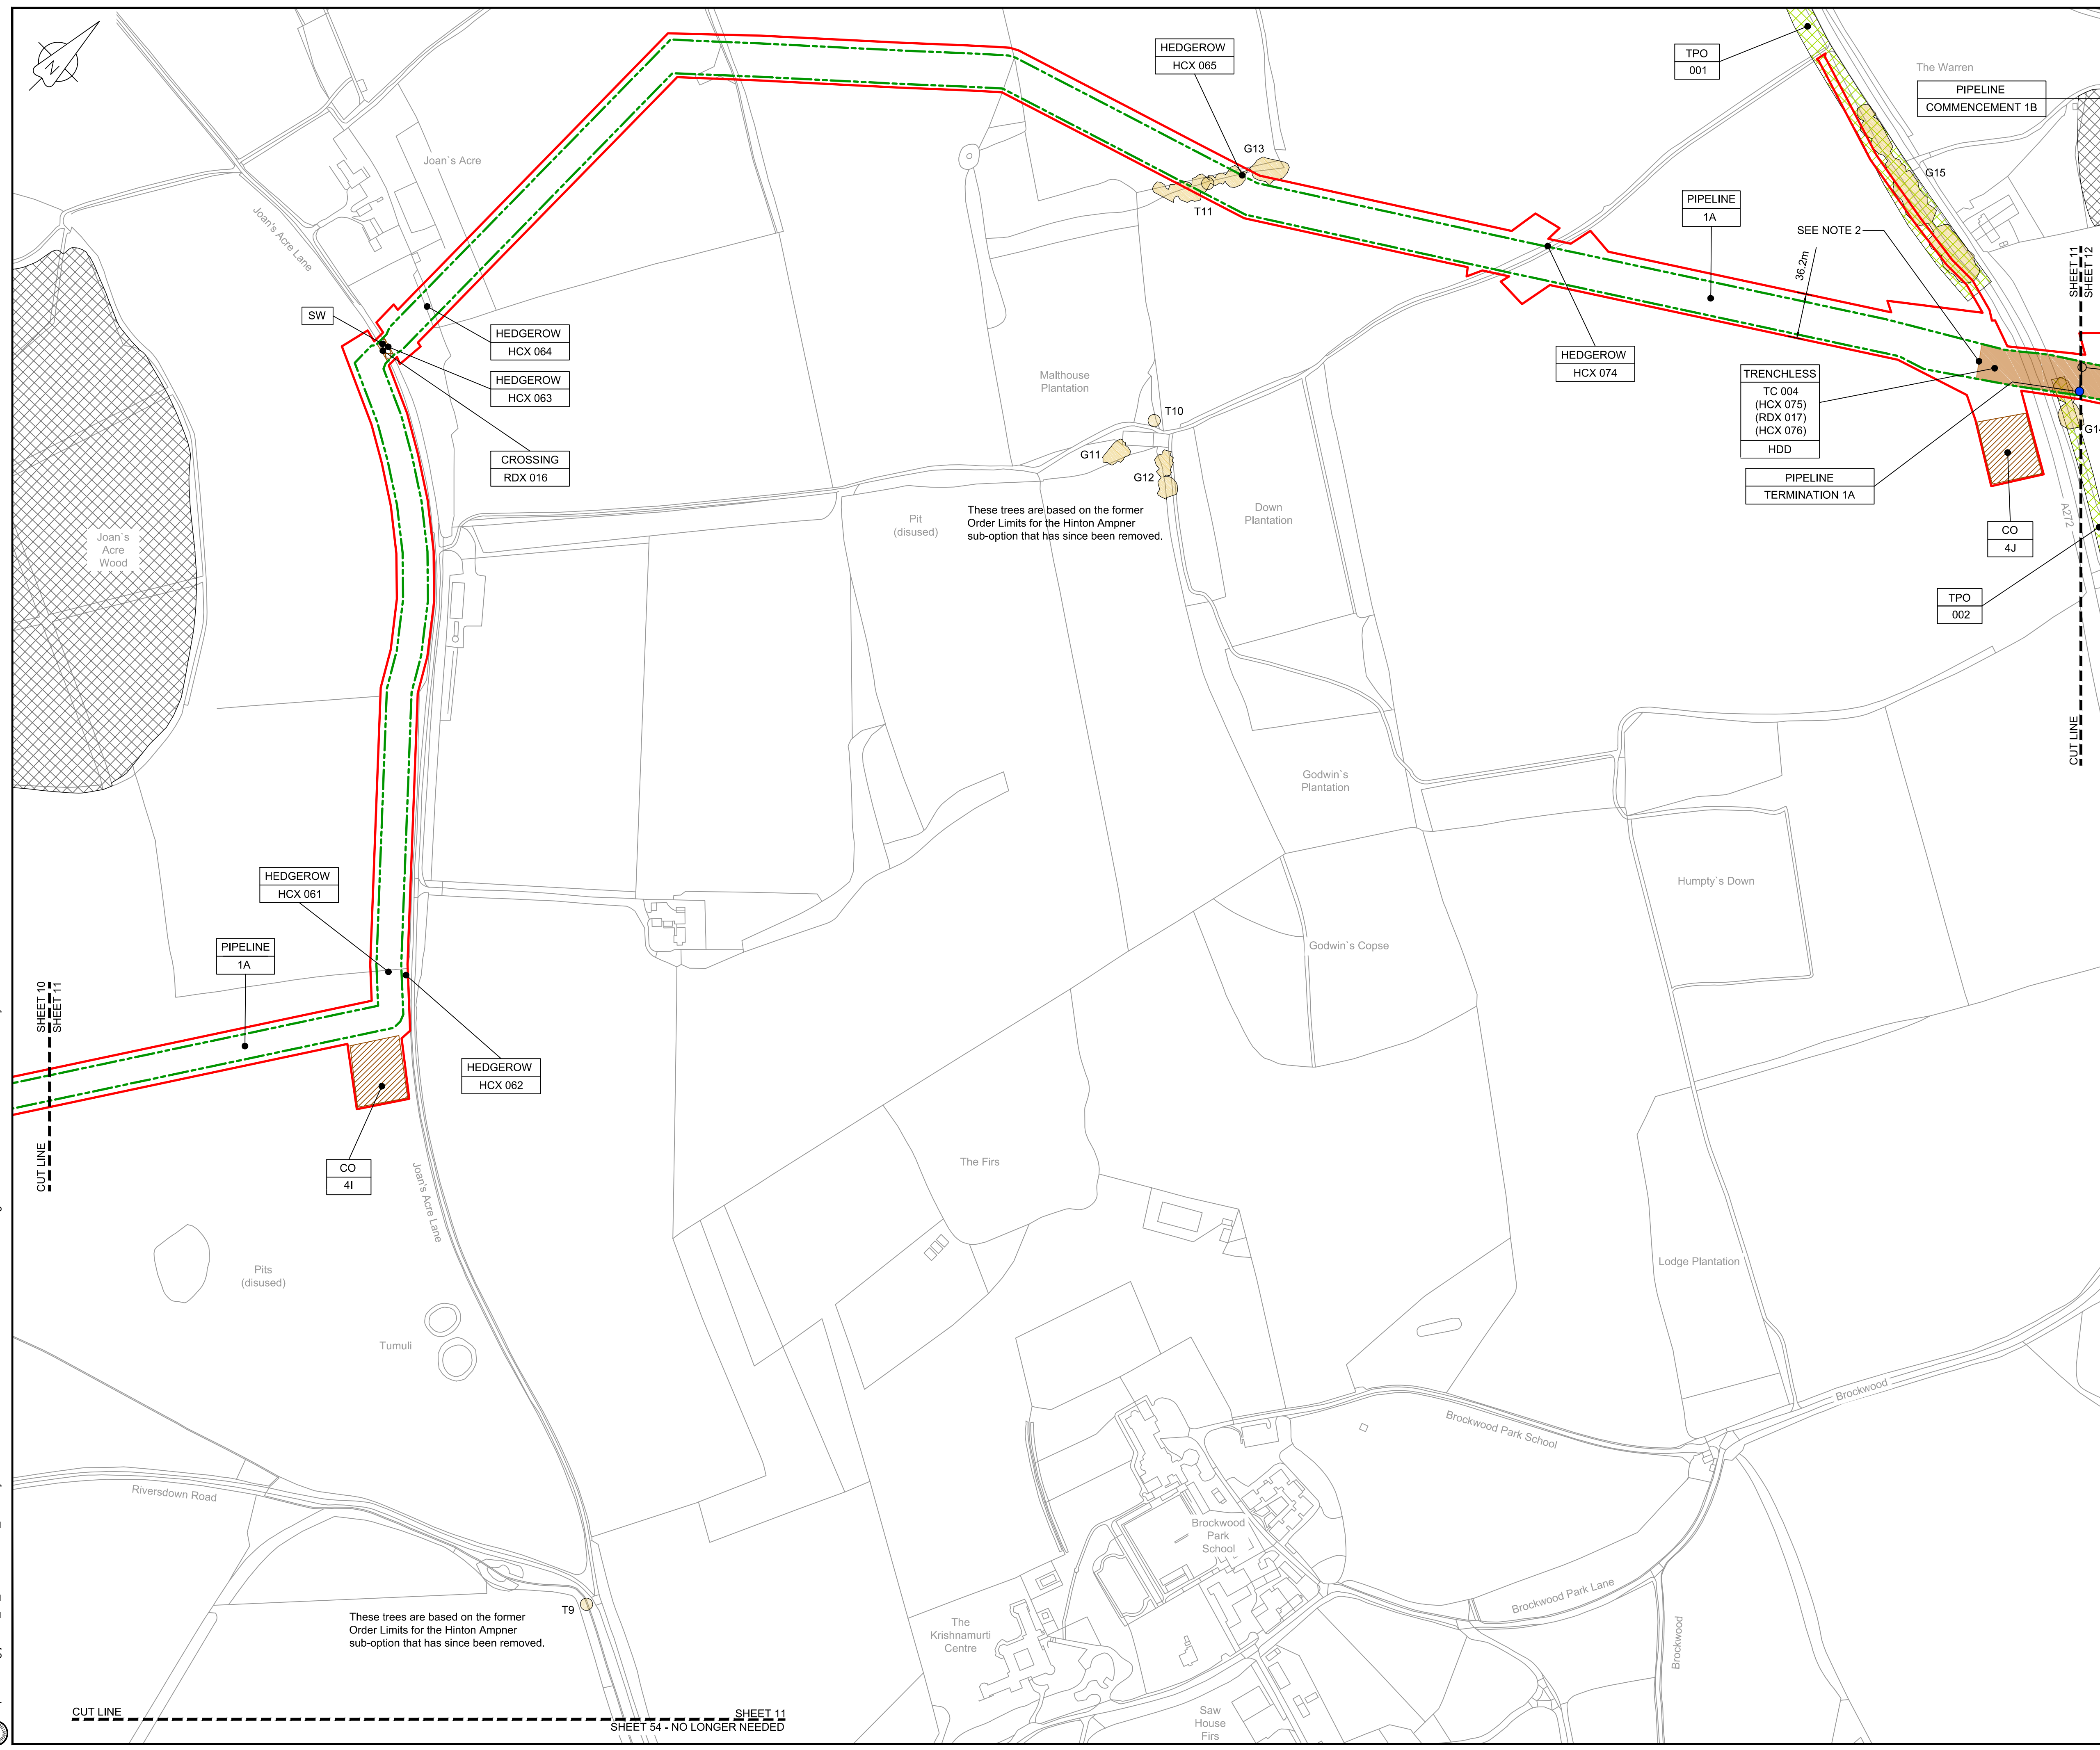 N
HEDGEROW
HCX 065
TPO
001
The Warren
PIPELINE
COMMENCEMENT 1B
Joan`s Acre
G13
T11
G15
Joan's Acre Lane
PIPELINE
1A
SEE NOTE 2
36.2m
SHEET 11
SHEET 12
SW
HEDGEROW
HCX 064
HEDGEROW
HCX 063
CROSSING
RDX 016
HEDGEROW
HCX 074
Malthouse
Plantation
T10
G11
G12
TRENCHLESS
TC 004
(HCX 075)
(RDX 017)
(HCX 076)
HDD
G14
PIPELINE
TERMINATION 1A
A272
CO
4J
TPO
002
CUT LINE
Pit
(disused)
These trees are based on the former
Order Limits for the Hinton Ampner
sub-option that has since been removed.
Down
Plantation
Joan`s
Acre
Wood
Godwin`s
Plantation
Humpty`s Down
Godwin`s Copse
HEDGEROW
HCX 061
PIPELINE
1A
SHEET 10
SHEET 11
CUT LINE
HEDGEROW
HCX 062
CO
4I
Joan's Acre Lane
The Firs
Lodge Plantation
Pits
(disused)
Tumuli
Brockwood
Brockwood Park School
Riversdown Road
Brockwood
Park
School
Brockwood Park Lane
Brockwood
T9
These trees are based on the former
Order Limits for the Hinton Ampner
sub-option that has since been removed.
The
Krishnamurti
Centre
Saw
House
Firs
CUT LINE
SHEET 11
SHEET 54 - NO LONGER NEEDED